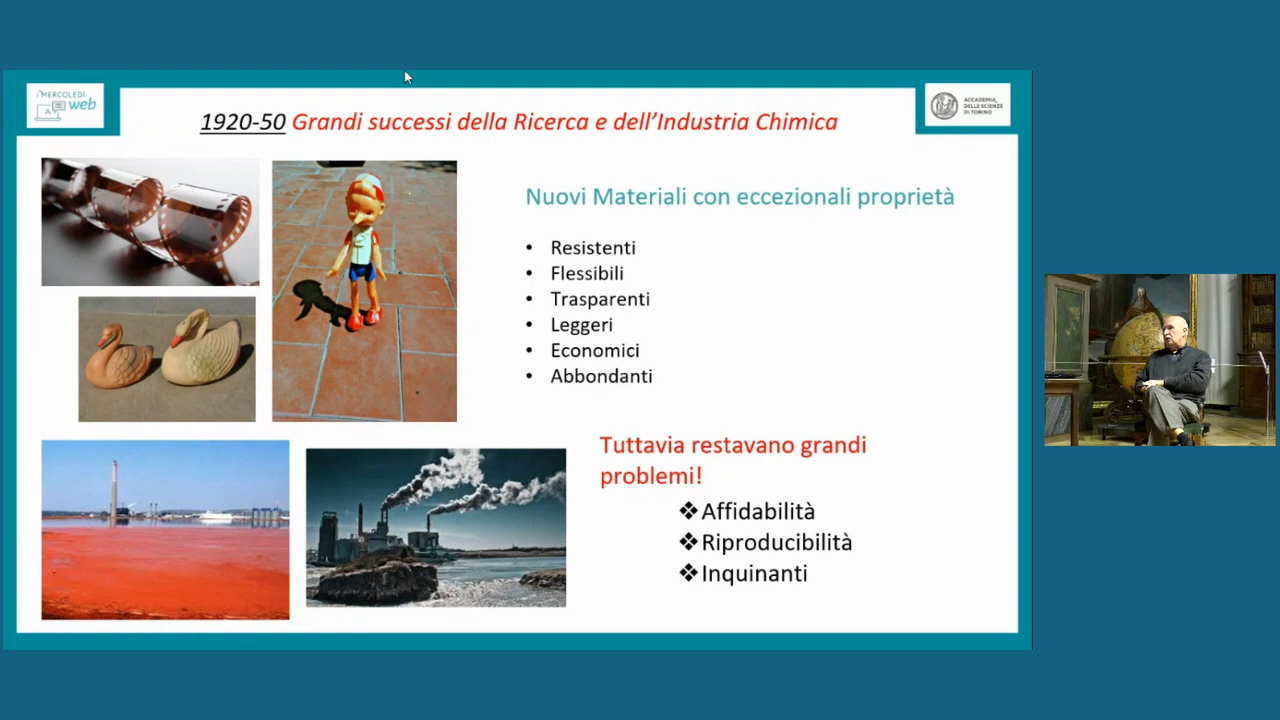 i MERCOLEDÌ
web
A
ACCADEMIA
DELLE SCIENZE
DI TORINO
1920-50 Grandi successi della Ricerca e dell’Industria Chimica
Nuovi Materiali con eccezionali proprietà
• Resistenti
• Flessibili
• Trasparenti
• Leggeri
• Economici
• Abbondanti
Tuttavia restavano grandi
problemi!
❖Affidabilità
❖Riproducibilità
❖Inquinanti